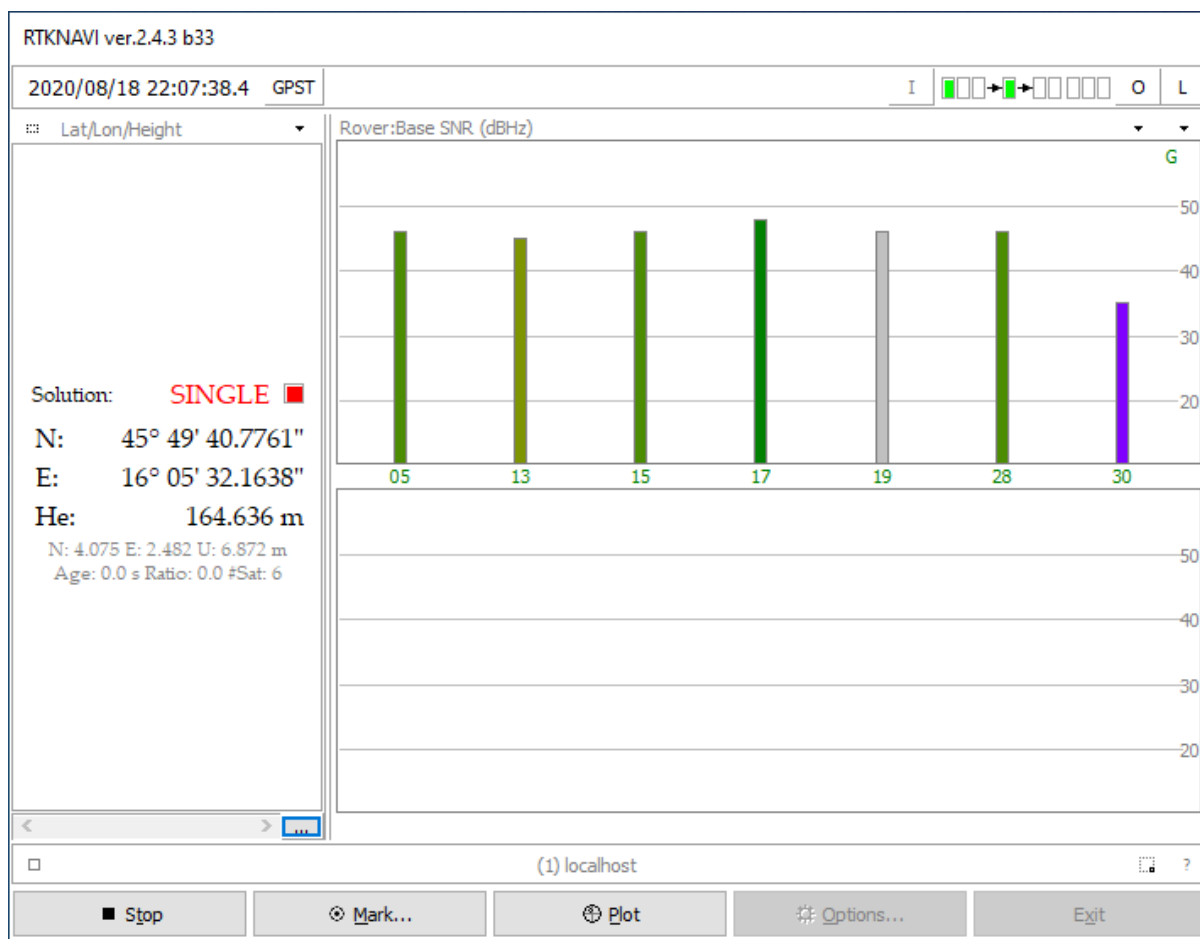 RTKNAVI ver.2.4.3 b33
2020/08/18 22:07:38.4 GPST I O L
Lat/Lon/Height
Rover:Base SNR (dBHz)
G
50
40
30
20
05 13 15 17 19 28 30
Solution: SINGLE
N: 45° 49' 40.7761"
E: 16° 05' 32.1638"
He: 164.636 m
N: 4.075 E: 2.482 U: 6.872 m
Age: 0.0 s Ratio: 0.0 #Sat: 6
50
40
30
20
...
(1) localhost ?
Stop Mark... Plot Options... Exit